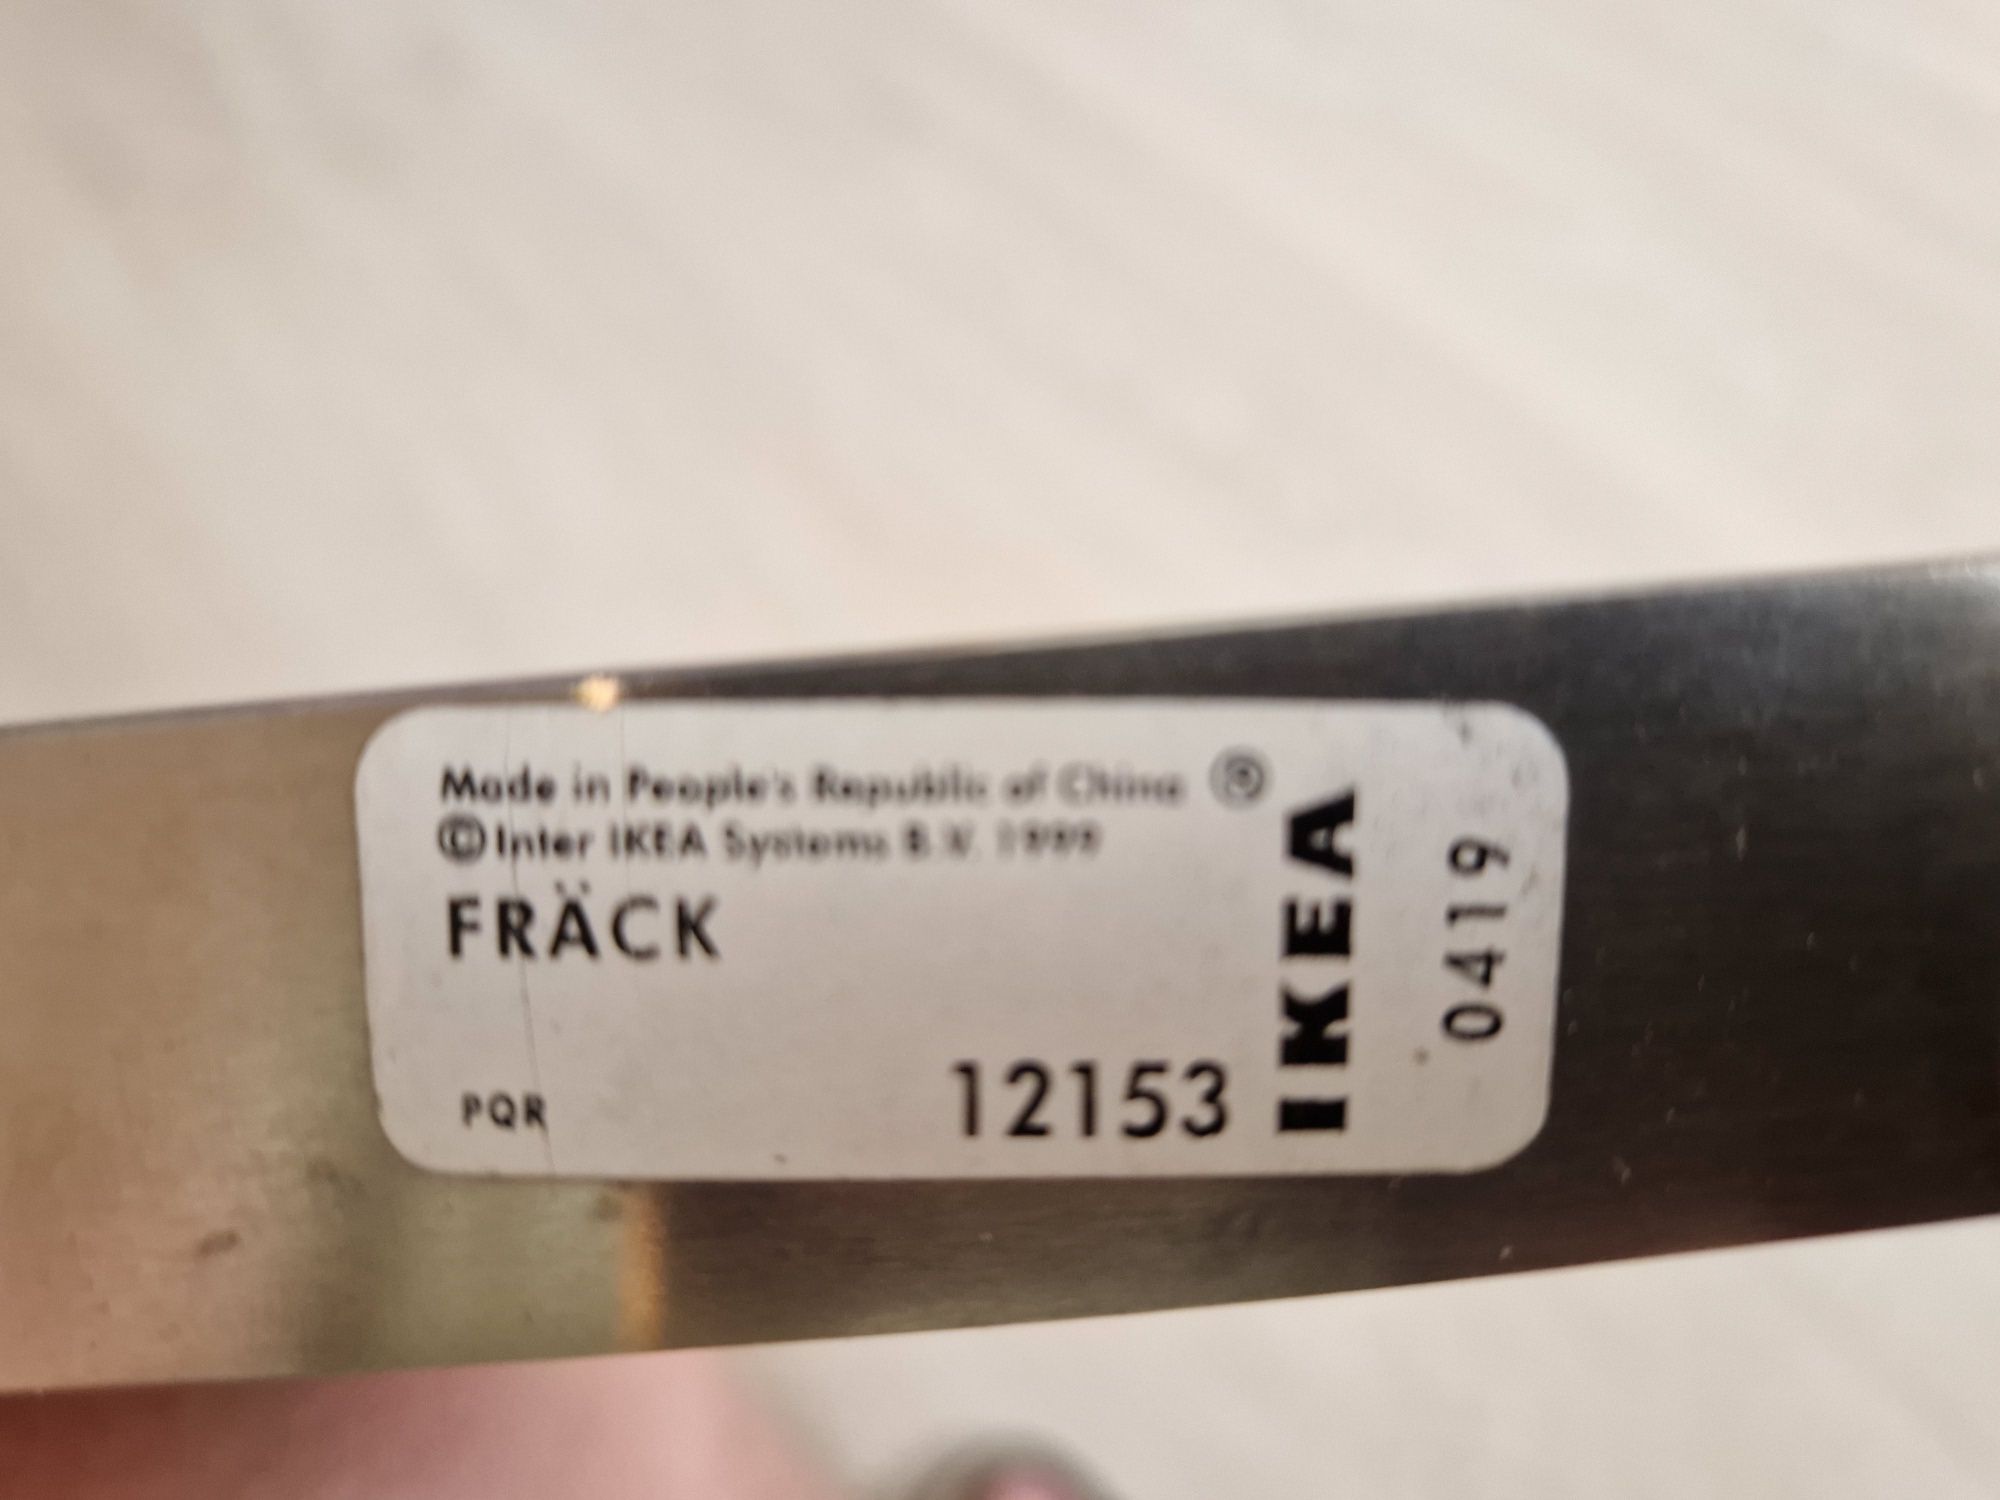 Made in People's Republic of China
©Inter IKEA Systems B.V. 1999
FRÄCK
PQR
12153
®
IKEA
0419